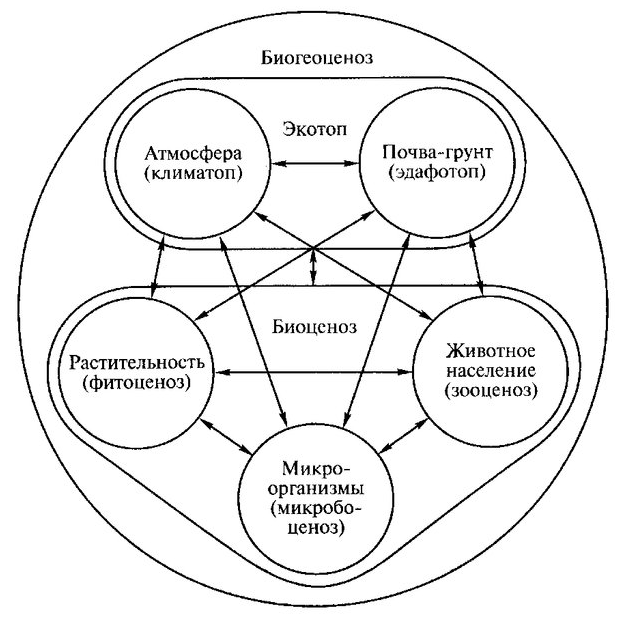 Биогеоценоз
Экотоп
Атмосфера
(климатоп)
Почва-грунт
(эдафотоп)
Биоценоз
Растительность
(фитоценоз)
Животное
население
(зооценоз)
Микро-
организмы
(микробо-
ценоз)